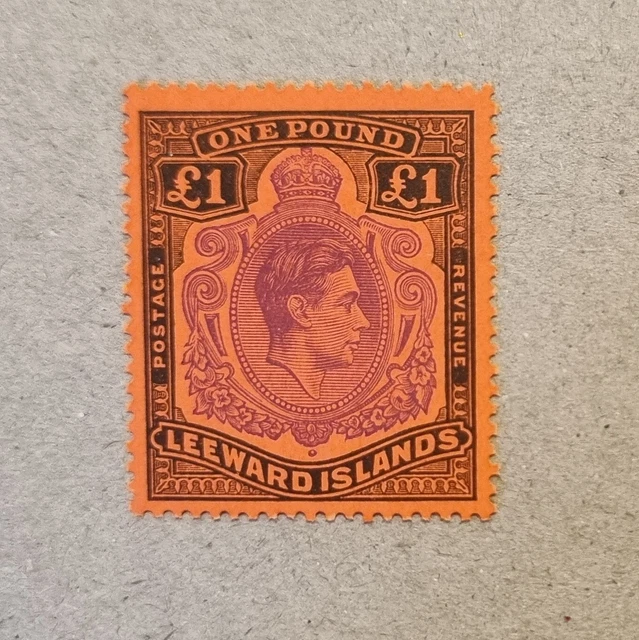 ONE POUND
£1 £1
POSTAGE
REVENUE
LEEWARD ISLANDS